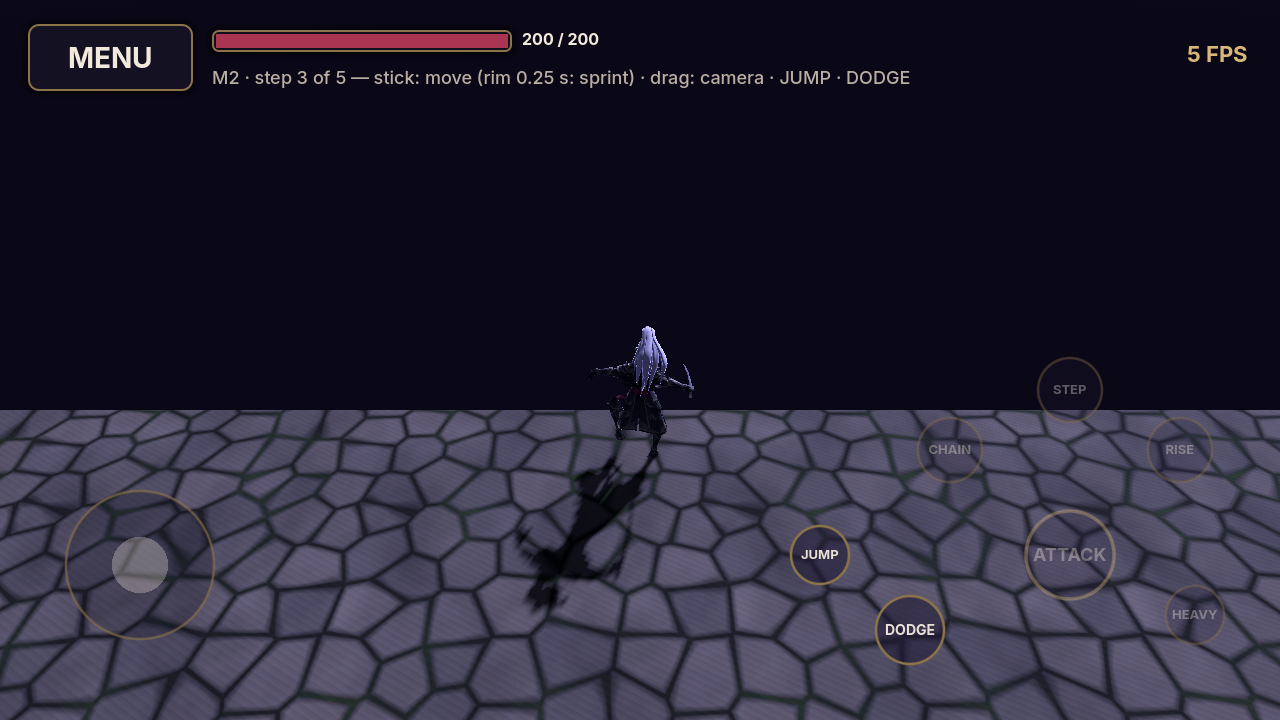 MENU
200 / 200
5 FPS
M2 · step 3 of 5 — stick: move (rim 0.25 s: sprint) · drag: camera · JUMP · DODGE
STEP
CHAIN
RISE
JUMP
ATTACK
HEAVY
DODGE